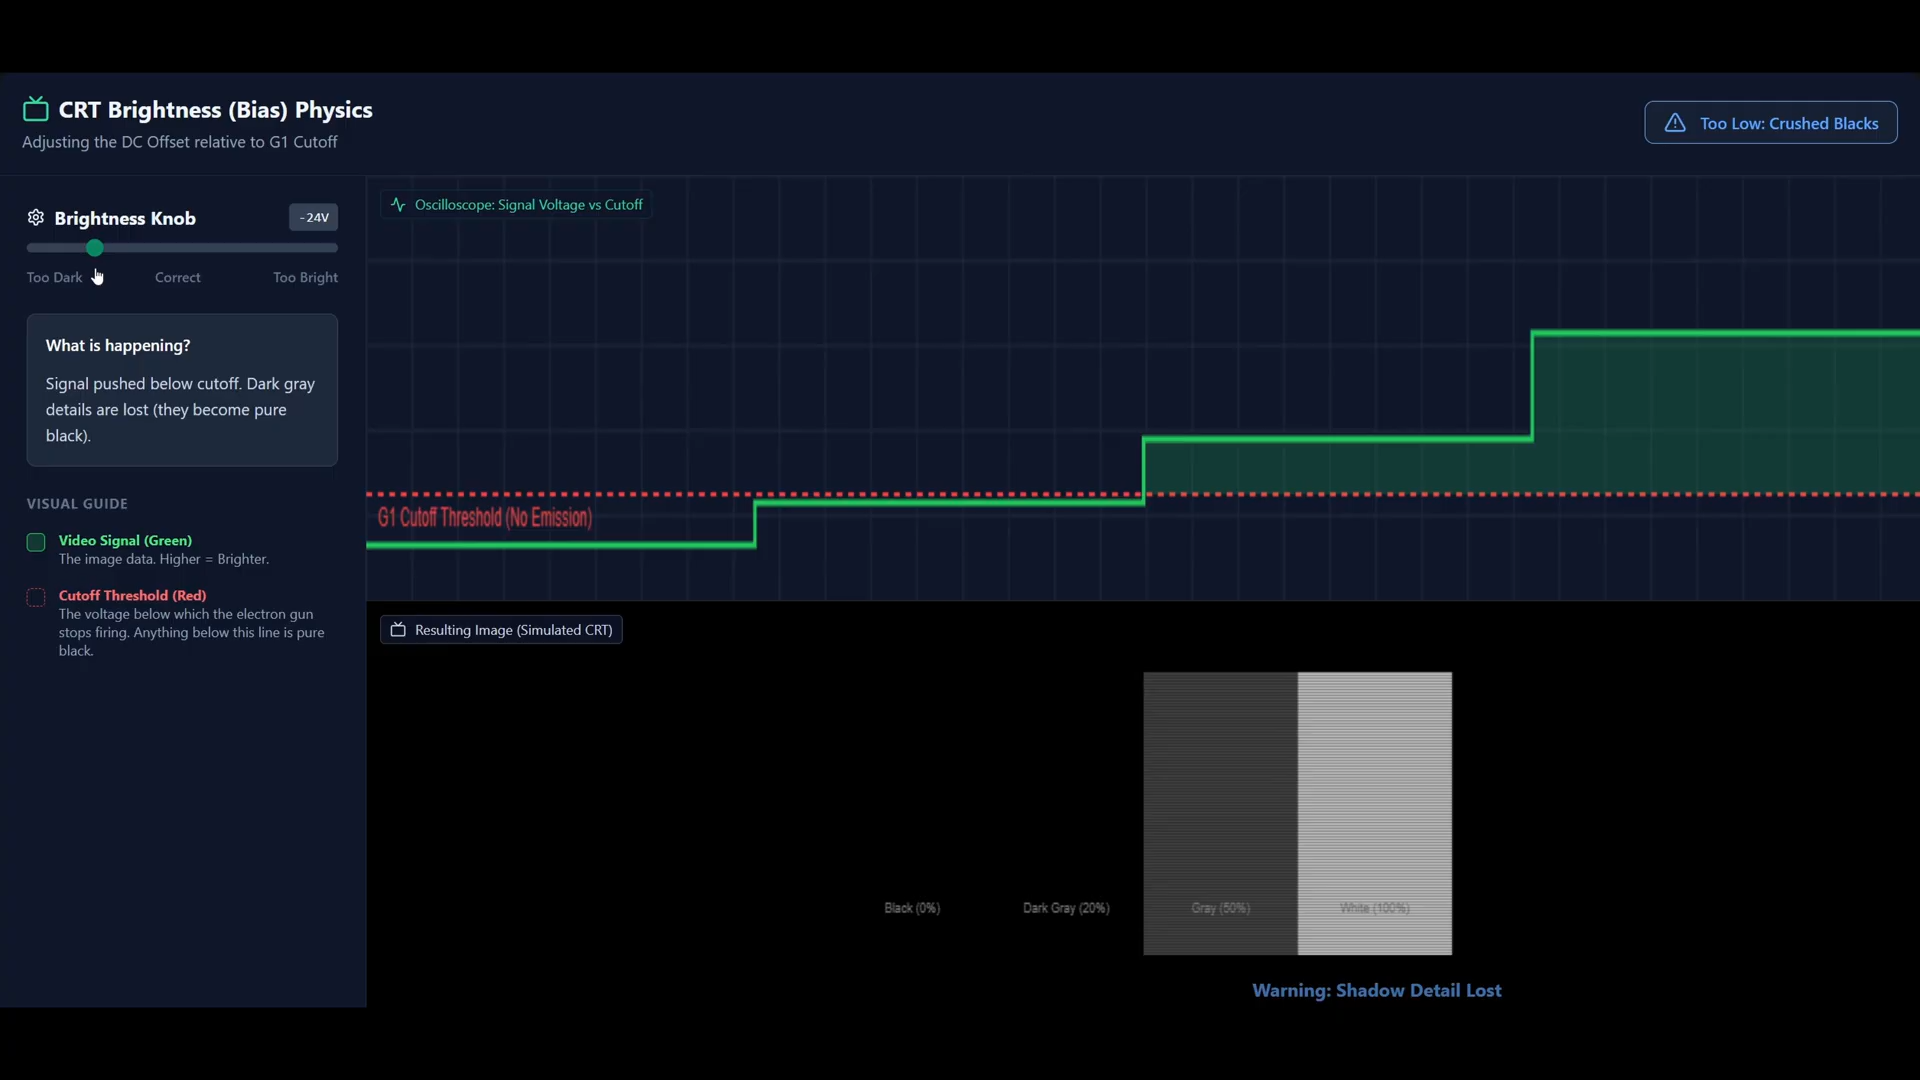 CRT Brightness (Bias) Physics
Adjusting the DC Offset relative to G1 Cutoff
Too Low: Crushed Blacks
Brightness Knob
-24V
Too Dark
Correct
Too Bright
What is happening?
Signal pushed below cutoff. Dark gray
details are lost (they become pure
black).
VISUAL GUIDE
Video Signal (Green)
The image data. Higher = Brighter.
Cutoff Threshold (Red)
The voltage below which the electron gun
stops firing. Anything below this line is pure
black.
Oscilloscope: Signal Voltage vs Cutoff
G1 Cutoff Threshold (No Emission)
Resulting Image (Simulated CRT)
Black (0%)
Dark Gray (20%)
Gray (50%)
White (100%)
Warning: Shadow Detail Lost